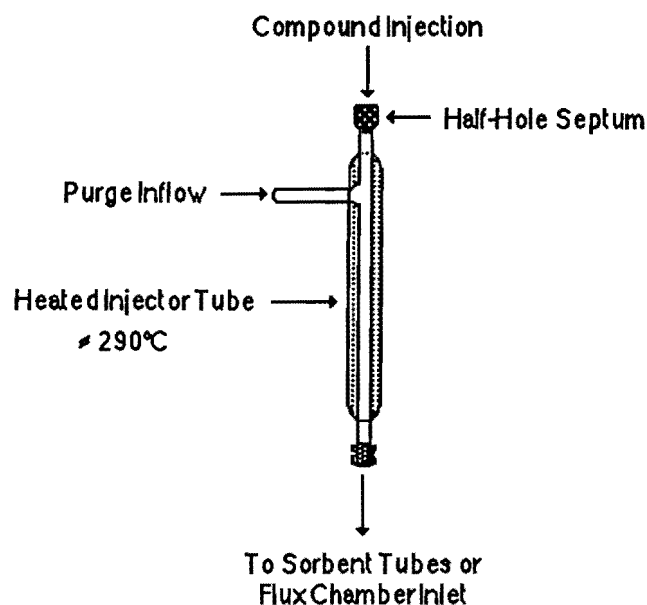 Compound Injection
Half-Hole Septum
Purge Inflow
Heated Injector Tube
≠ 290°C
To Sorbent Tubes or
Flux Chamber Inlet